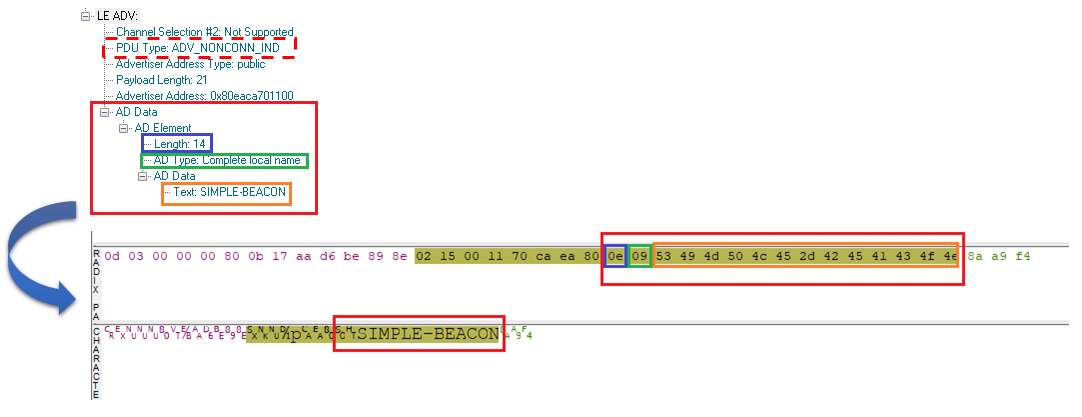 LE ADV:
Channel Selection #2: Not Supported
PDU Type: ADV_NONCONN_IND
Advertiser Address Type: public
Payload Length: 21
Advertiser Address: 0x80eaca701100
AD Data
AD Element
Length: 14
AD Type: Complete local name
AD Data
Text: SIMPLE-BEACON
RADIX PA
0d 03 00 00 00 80 0b 17 aa d6 be 89 8e 02 15 00 11 70 ca ea 80 0e 09 53 49 4d 50 4c 45 2d 42 45 41 43 4f 4e 8a a9 f4
CHARACTE
SIMPLE-BEACON